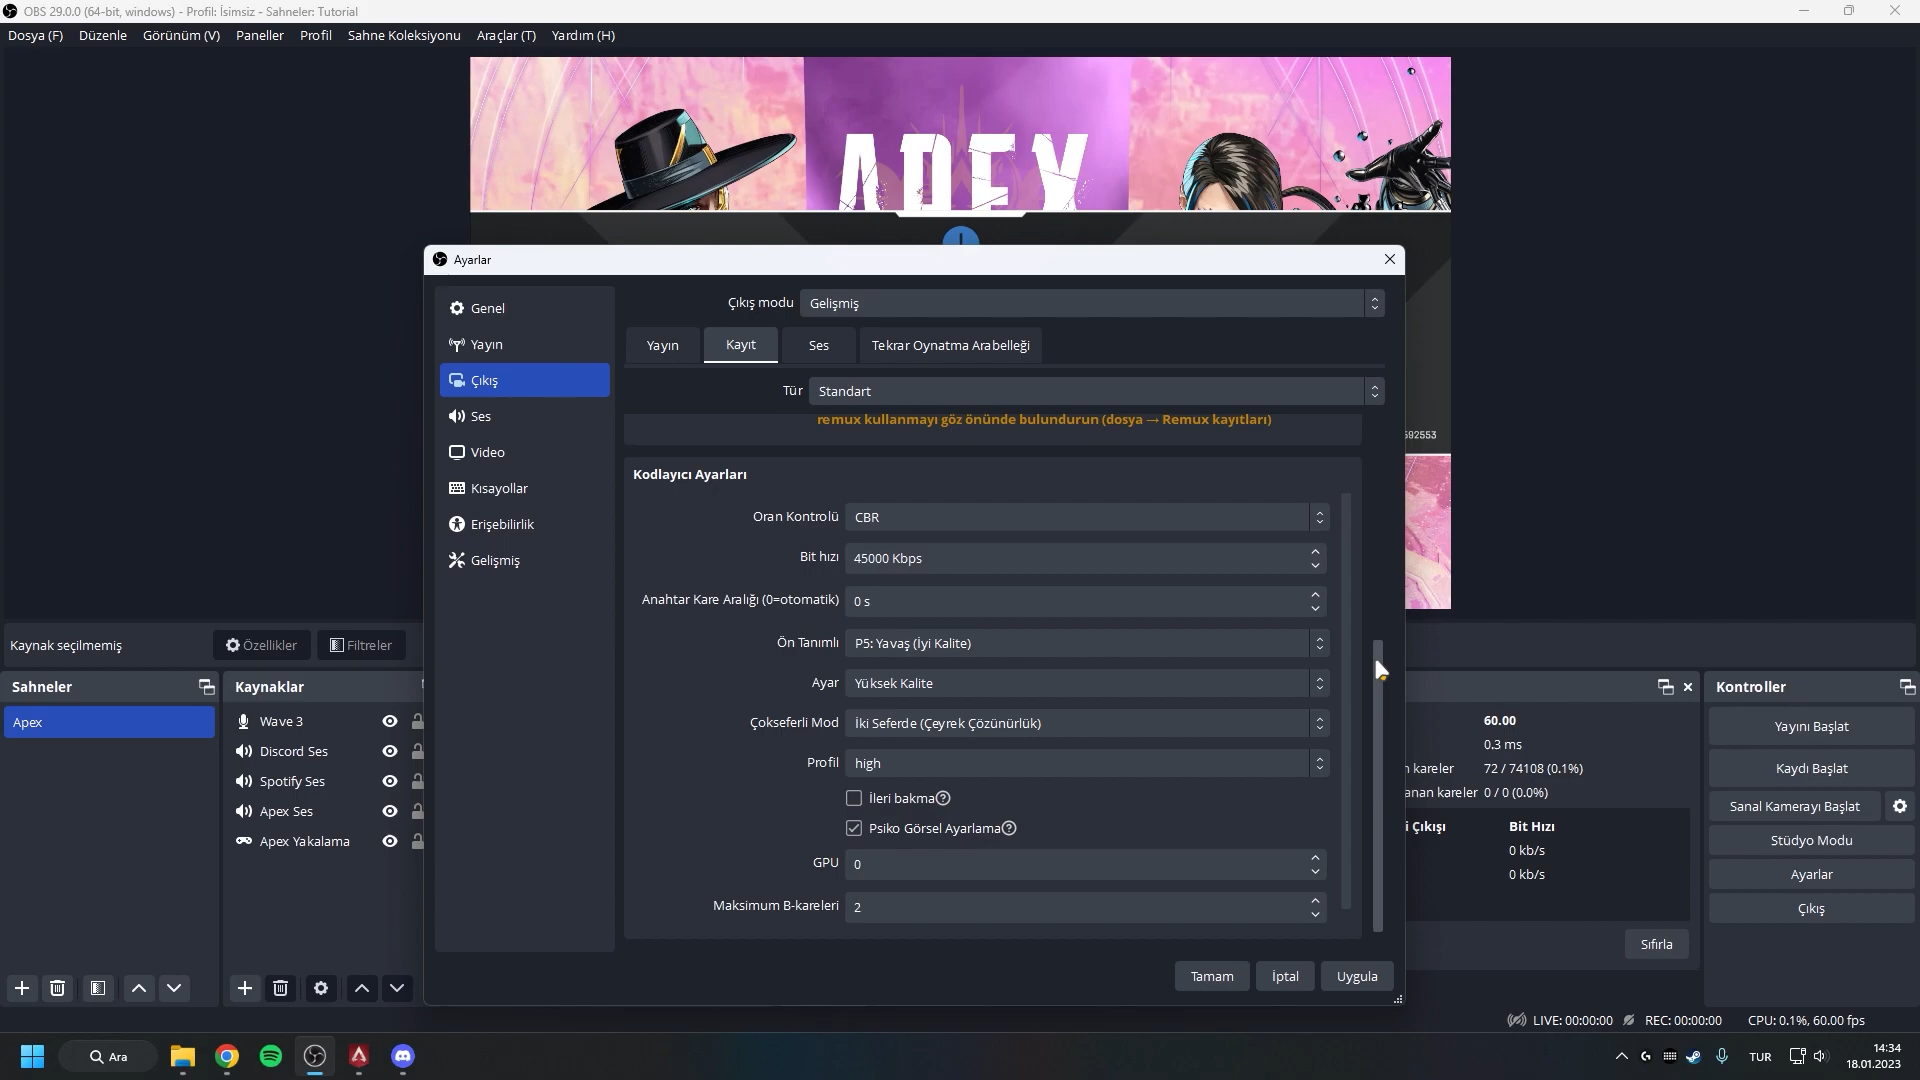 OBS 29.0.0 (64-bit, windows) - Profil: İsimsiz - Sahneler: Tutorial
Dosya (F) Düzenle Görünüm (V) Paneller Profil Sahne Koleksiyonu Araçlar (T) Yardım (H)
APEX
Ayarlar
Genel
Yayın
Çıkış
Ses
Video
Kısayollar
Erişebilirlik
Gelişmiş
Çıkış modu Gelişmiş
Yayın Kayıt Ses Tekrar Oynatma Arabelleği
Tür Standart
remux kullanmayı göz önünde bulundurun (dosya → Remux kayıtları)
592553
Kodlayıcı Ayarları
Oran Kontrolü CBR
Bit hızı 45000 Kbps
Anahtar Kare Aralığı (0=otomatik) 0 s
Ön Tanımlı P5: Yavaş (İyi Kalite)
Ayar Yüksek Kalite
Çokseferli Mod İki Seferde (Çeyrek Çözünürlük)
Profil high
İleri bakma
Psiko Görsel Ayarlama
GPU 0
Maksimum B-kareleri 2
Tamam İptal Uygula
Kaynak seçilmemiş Özellikler Filtreler
Sahneler
Apex
Kaynaklar
Wave 3
Discord Ses
Spotify Ses
Apex Ses
Apex Yakalama
60.00
0.3 ms
kareler 72 / 74108 (0.1%)
anan kareler 0 / 0 (0.0%)
i Çıkışı Bit Hızı
0 kb/s
0 kb/s
Sıfırla
Kontroller
Yayını Başlat
Kaydı Başlat
Sanal Kamerayı Başlat
Stüdyo Modu
Ayarlar
Çıkış
LIVE: 00:00:00 REC: 00:00:00 CPU: 0.1%, 60.00 fps
Ara
TUR
14:34
18.01.2023